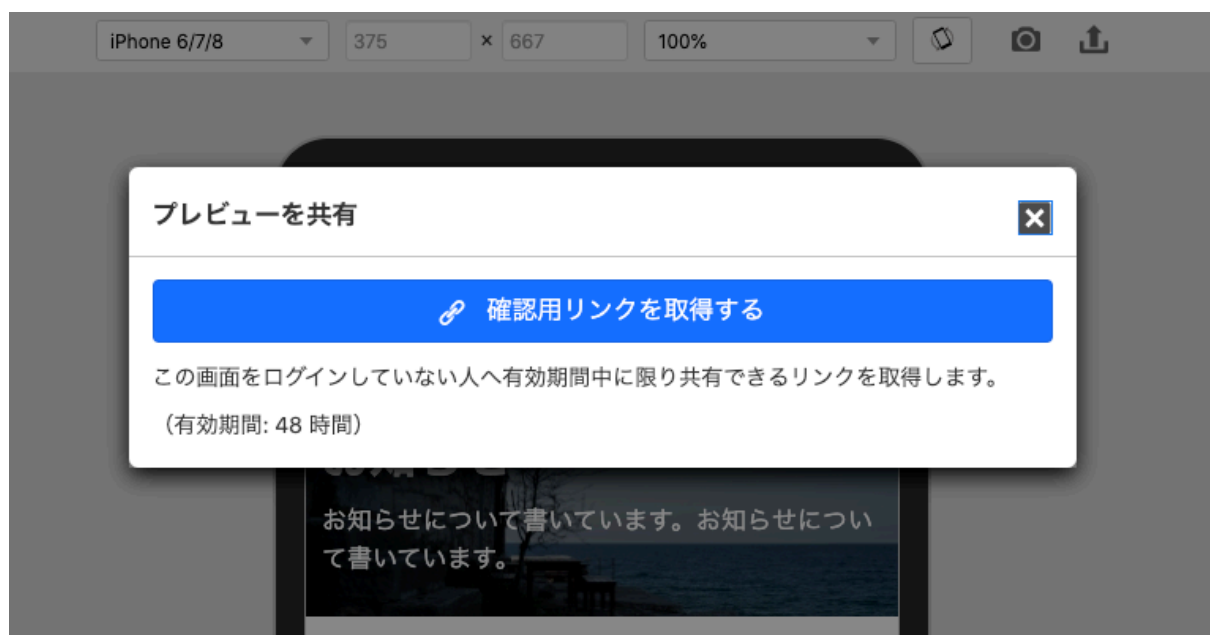 iPhone 6/7/8 375 × 667 100%
プレビューを共有
確認用リンクを取得する
この画面をログインしていない人へ有効期間中に限り共有できるリンクを取得します。
（有効期間: 48 時間）
お知らせ
お知らせについて書いています。お知らせについ
て書いています。